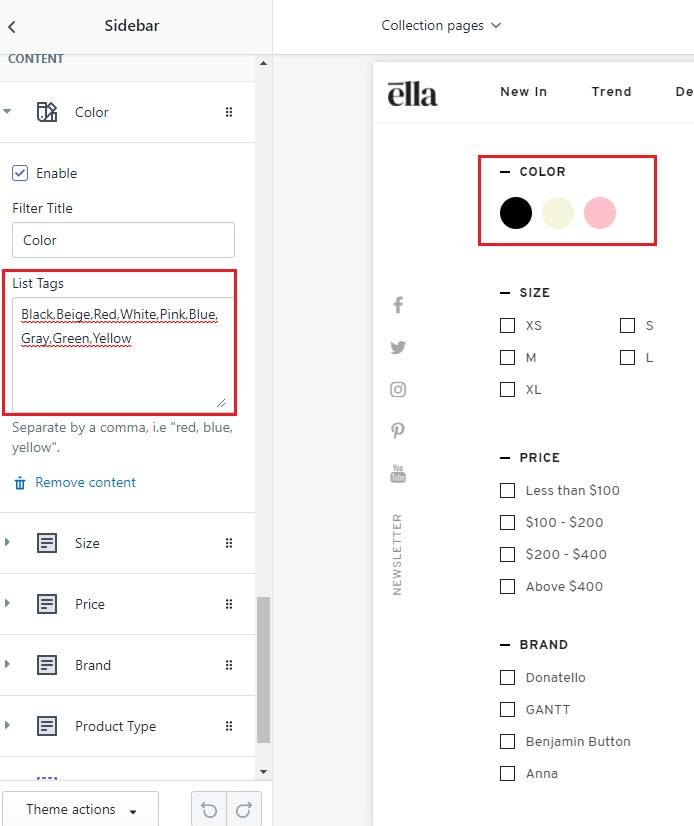 Sidebar
CONTENT
Color
Enable
Filter Title
Color
List Tags
Black,Beige,Red,White,Pink,Blue,
Gray,Green,Yellow
Separate by a comma, i.e "red, blue,
yellow".
Remove content
Size
Price
Brand
Product Type
Theme actions
Collection pages
ella
New In
Trend
De
COLOR
SIZE
XS
S
M
L
XL
PRICE
Less than $100
$100 - $200
$200 - $400
Above $400
BRAND
Donatello
GANTT
Benjamin Button
Anna
You
Tube
NEWSLETTER